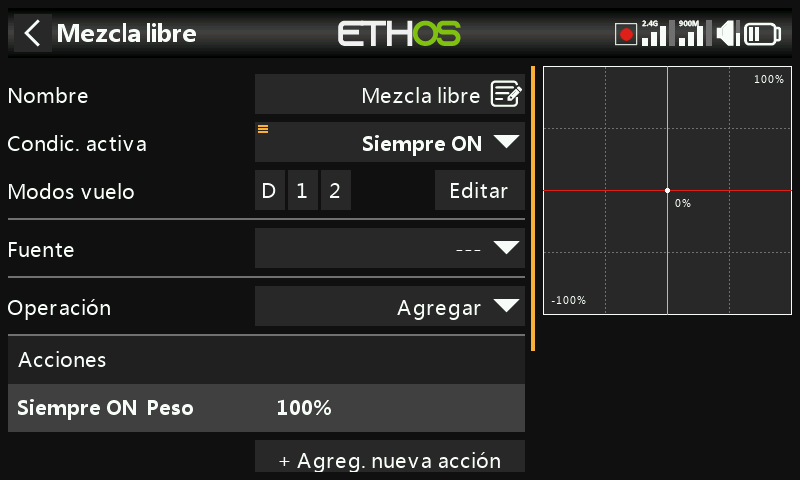 Mezcla libre
ETHOS
2.4G
900M
Nombre
Mezcla libre
Condic. activa
Siempre ON
Modos vuelo
D 1 2
Editar
Fuente
---
Operación
Agregar
Acciones
Siempre ON Peso 100%
+ Agreg. nueva acción
100%
0%
-100%